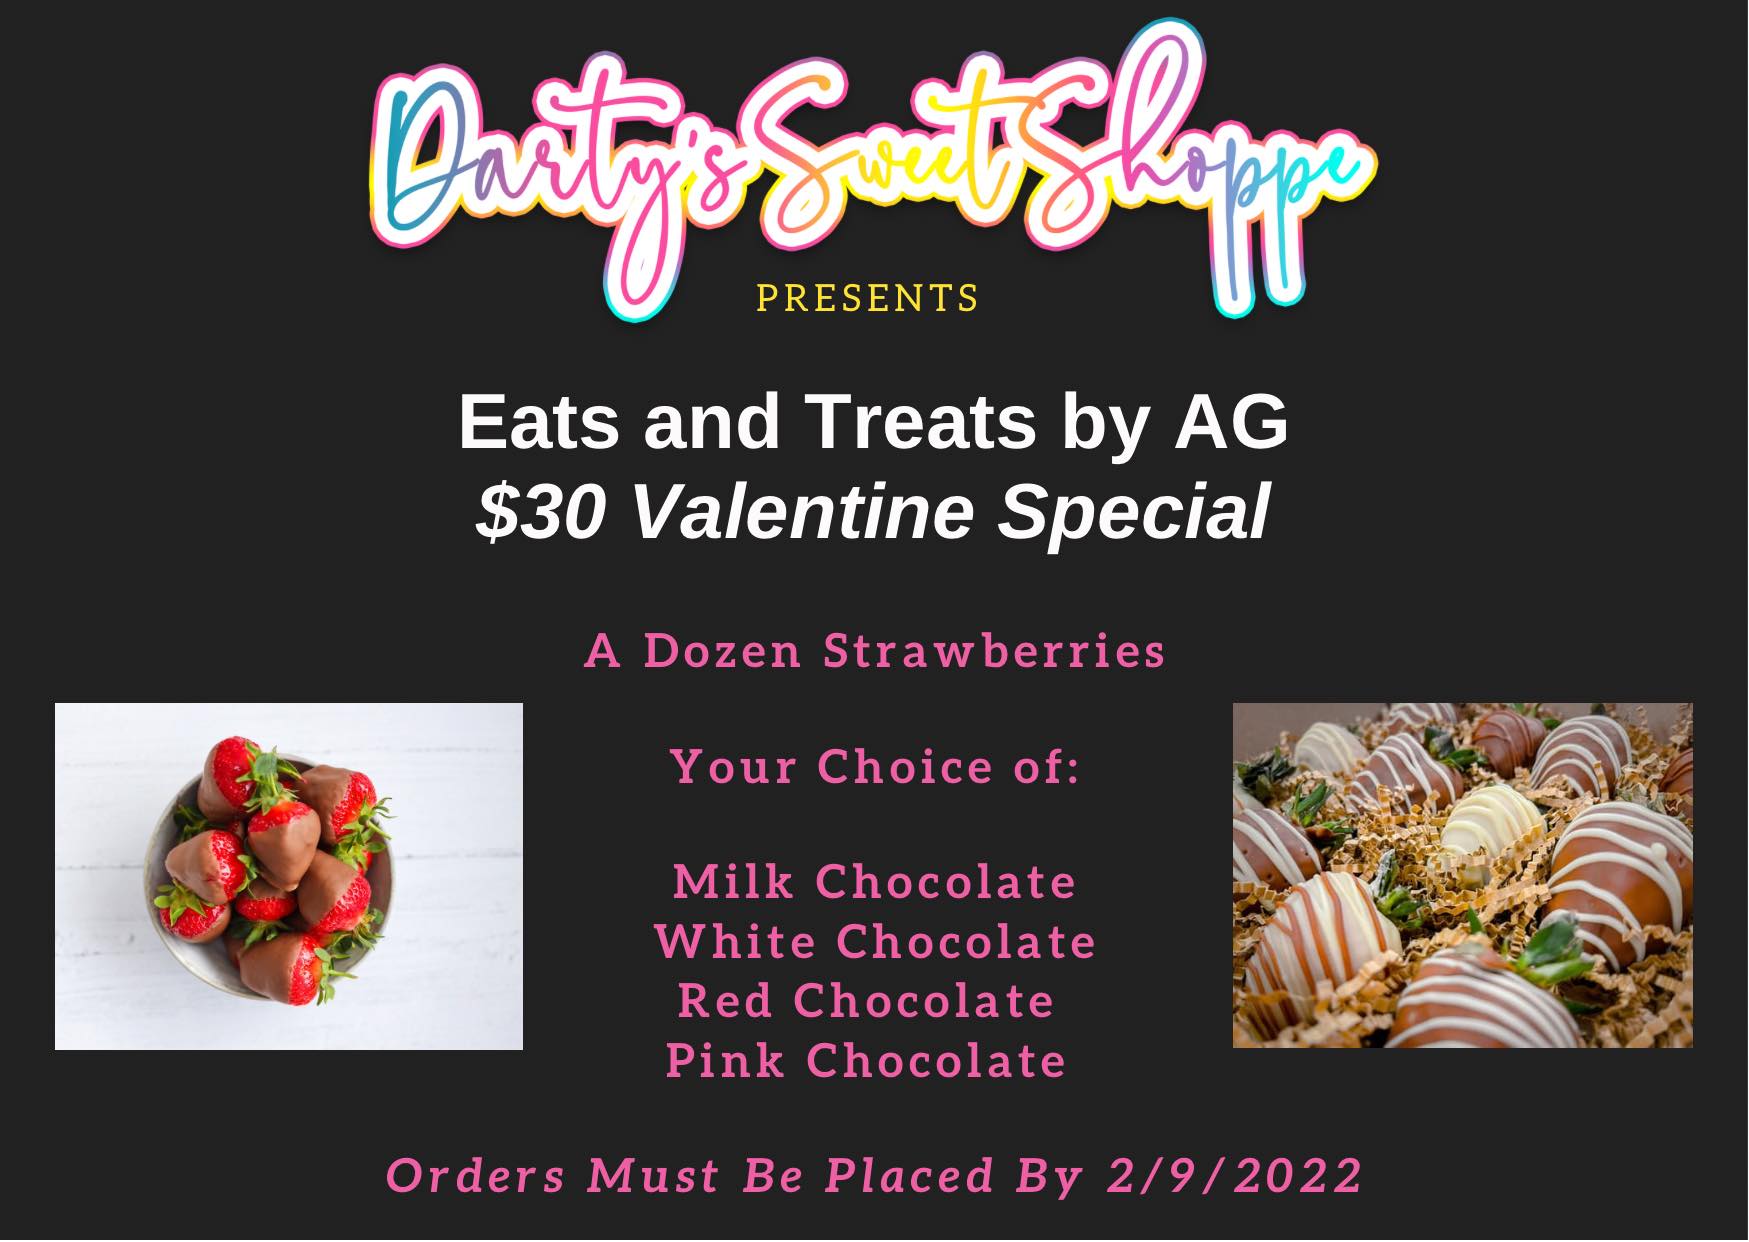 Darty's Sweet Shoppe
PRESENTS
Eats and Treats by AG
$30 Valentine Special
A Dozen Strawberries
Your Choice of:
Milk Chocolate
White Chocolate
Red Chocolate
Pink Chocolate
Orders Must Be Placed By 2/9/2022